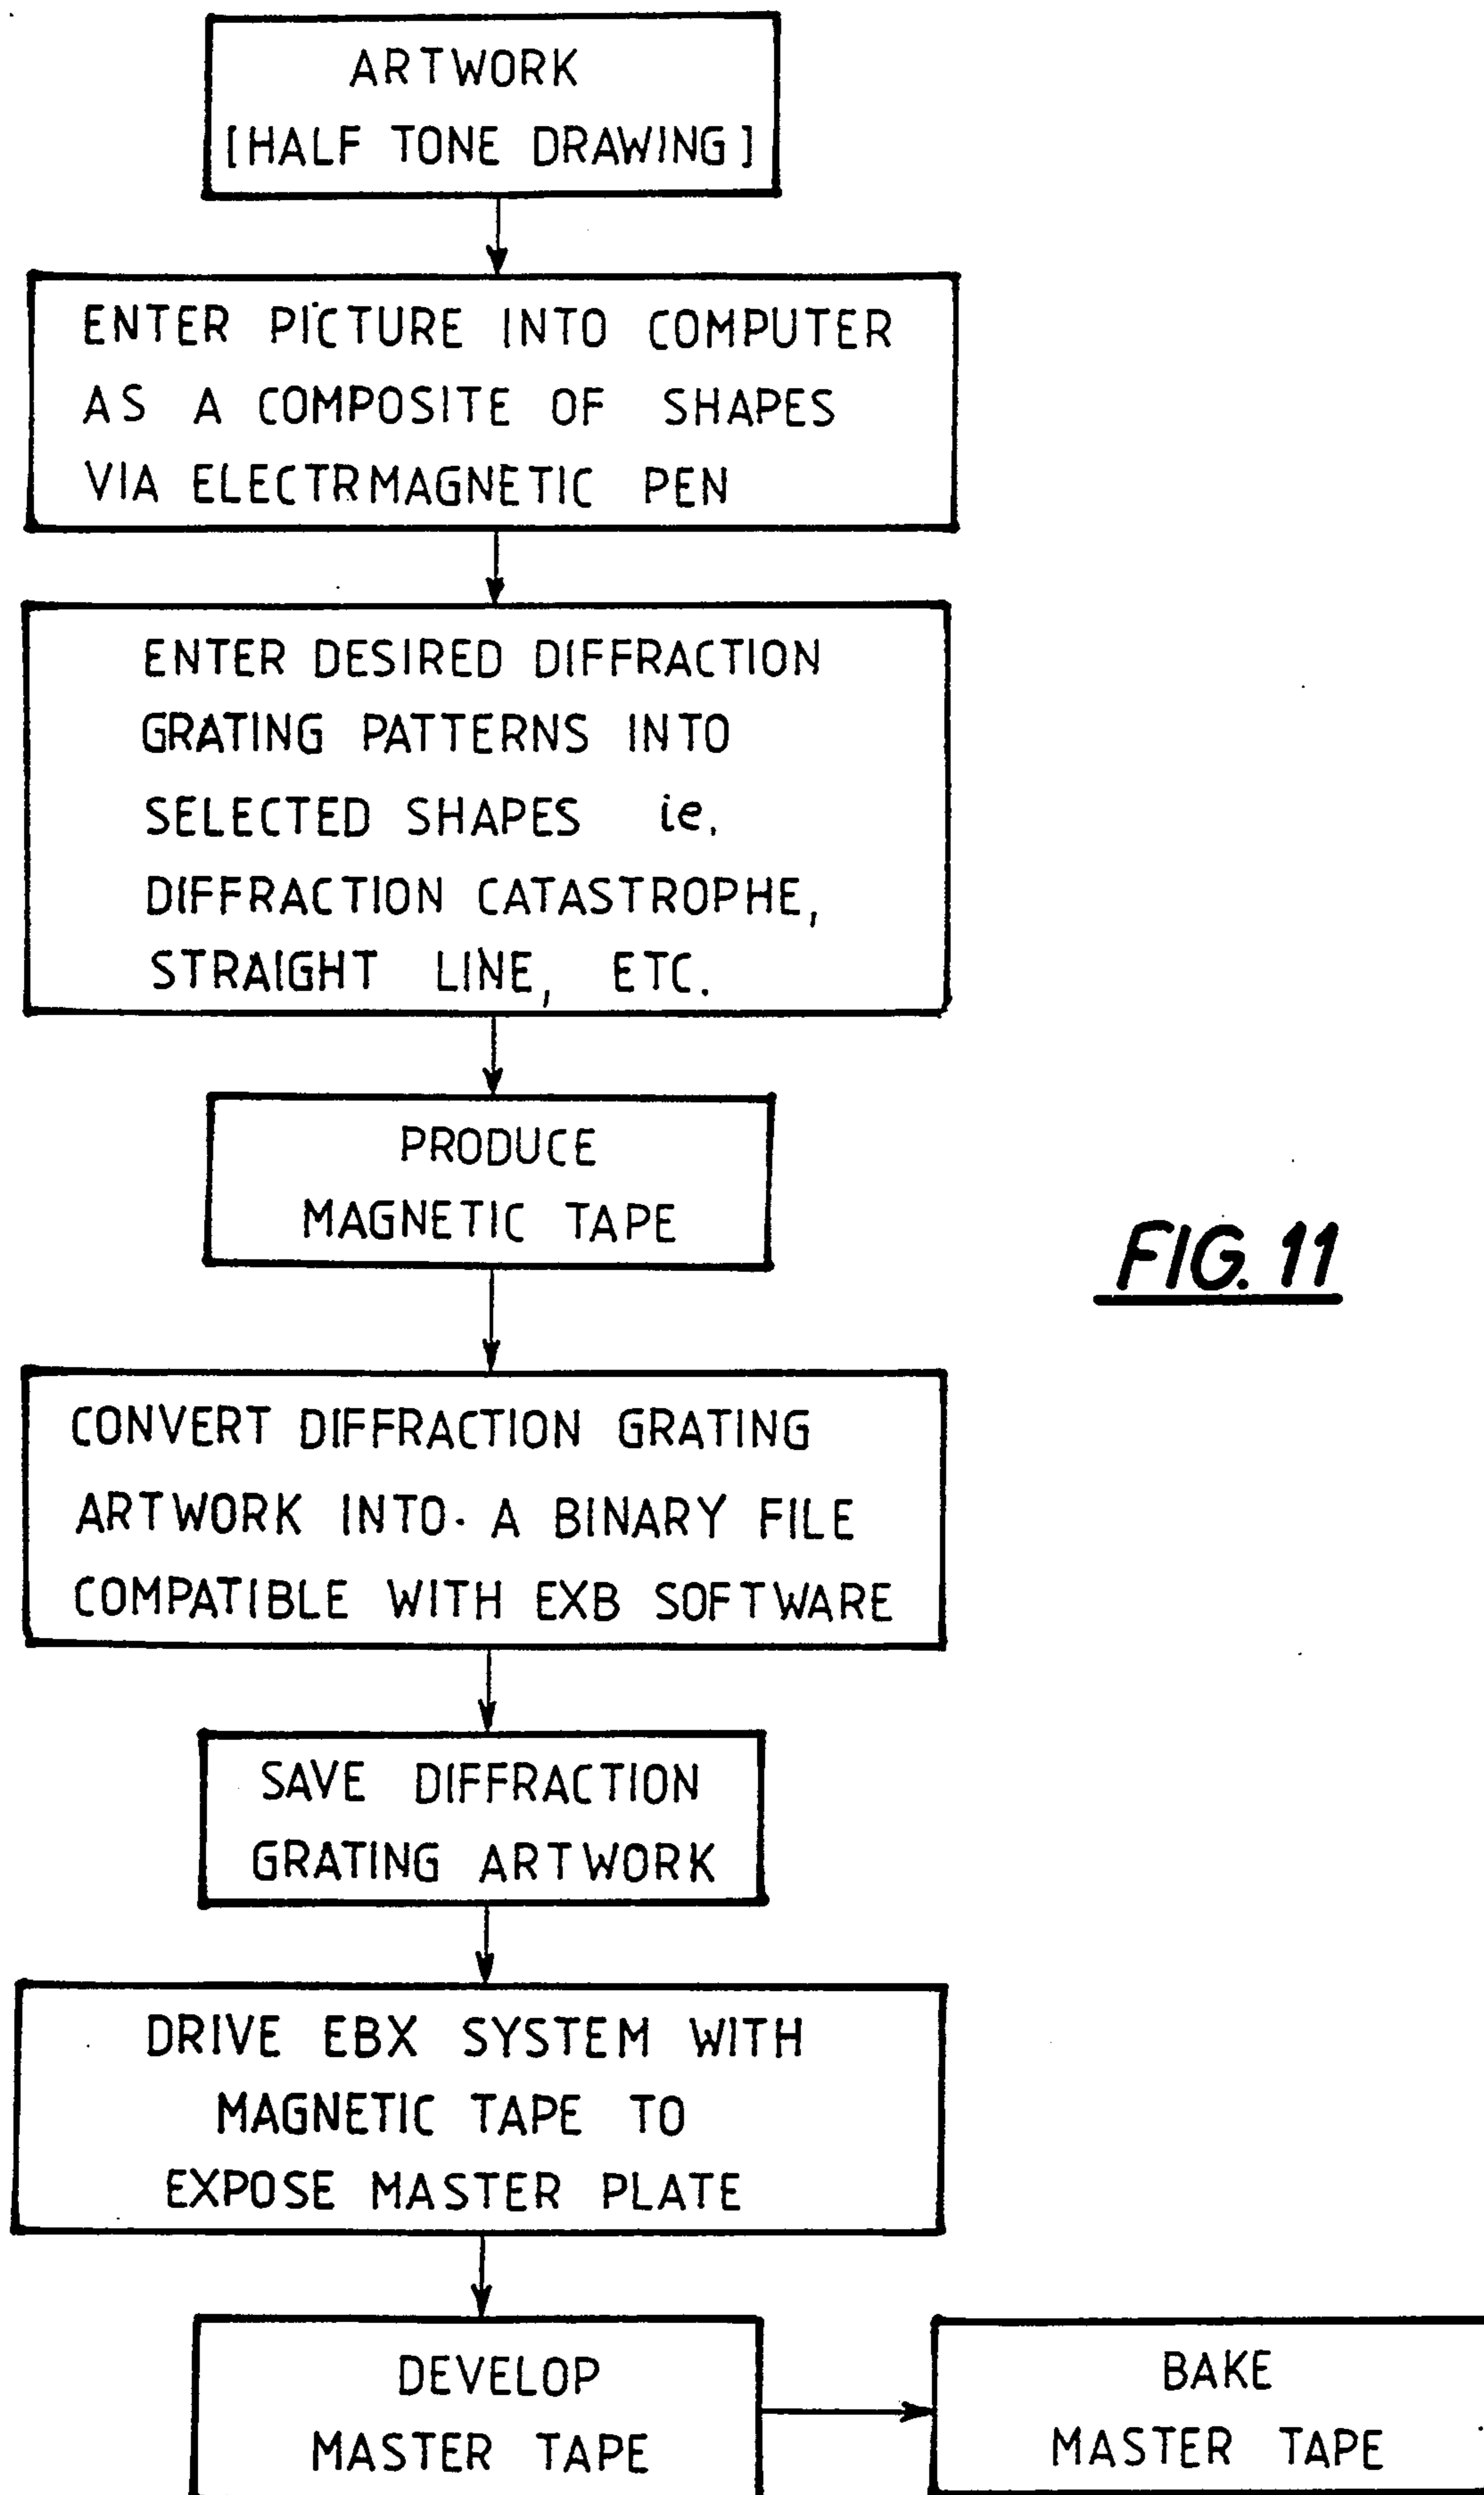 ARTWORK
[HALF TONE DRAWING]
ENTER PICTURE INTO COMPUTER
AS A COMPOSITE OF SHAPES
VIA ELECTRMAGNETIC PEN
ENTER DESIRED DIFFRACTION
GRATING PATTERNS INTO
SELECTED SHAPES ie.
DIFFRACTION CATASTROPHE,
STRAIGHT LINE, ETC.
PRODUCE
MAGNETIC TAPE
FIG. 11
CONVERT DIFFRACTION GRATING
ARTWORK INTO A BINARY FILE
COMPATIBLE WITH EXB SOFTWARE
SAVE DIFFRACTION
GRATING ARTWORK
DRIVE EBX SYSTEM WITH
MAGNETIC TAPE TO
EXPOSE MASTER PLATE
DEVELOP
MASTER TAPE
BAKE
MASTER TAPE